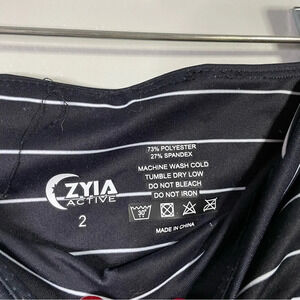 ZYIA
ACTIVE
2
73% POLYESTER
27% SPANDEX
MACHINE WASH COLD
TUMBLE DRY LOW
DO NOT BLEACH
DO NOT IRON
30°
MADE IN CHINA